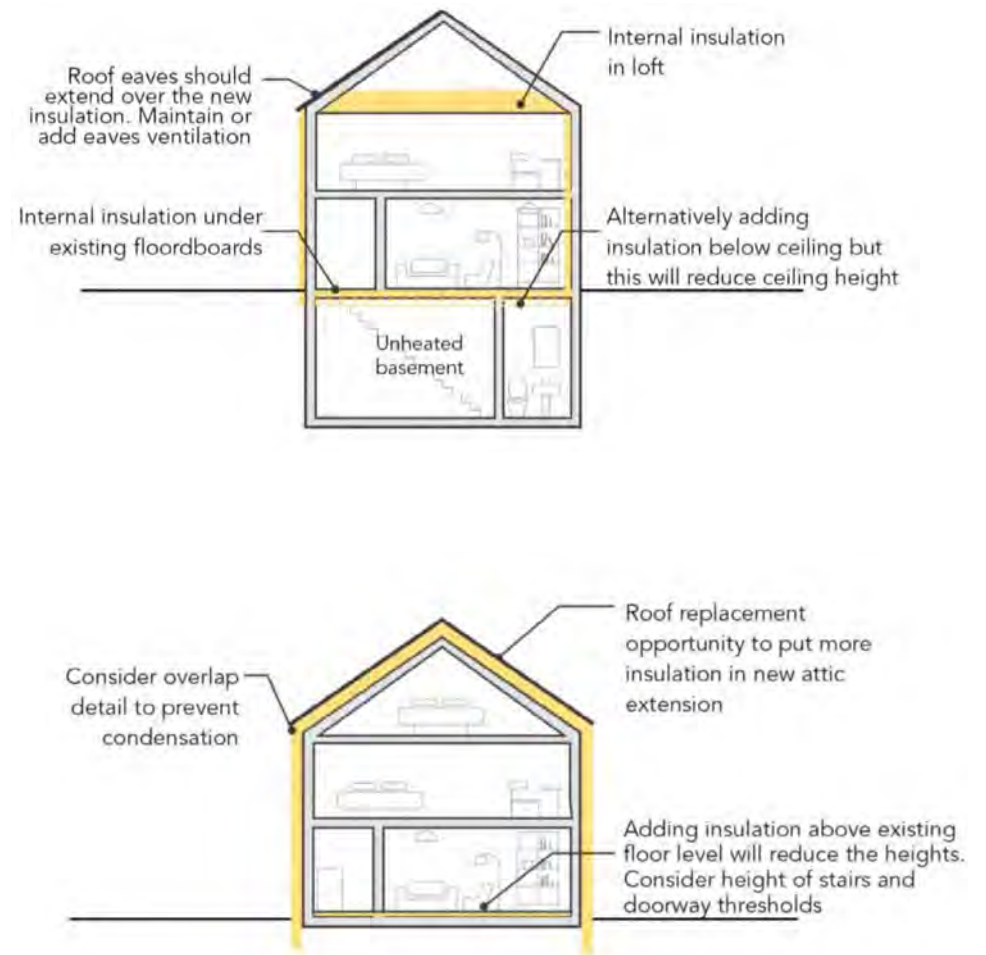 Internal insulation
in loft
Roof eaves should
extend over the new
insulation. Maintain or
add eaves ventilation
Internal insulation under
existing floordboards
Alternatively adding
insulation below ceiling but
this will reduce ceiling height
Unheated
basement
Roof replacement
opportunity to put more
insulation in new attic
extension
Consider overlap
detail to prevent
condensation
Adding insulation above existing
floor level will reduce the heights.
Consider height of stairs and
doorway thresholds